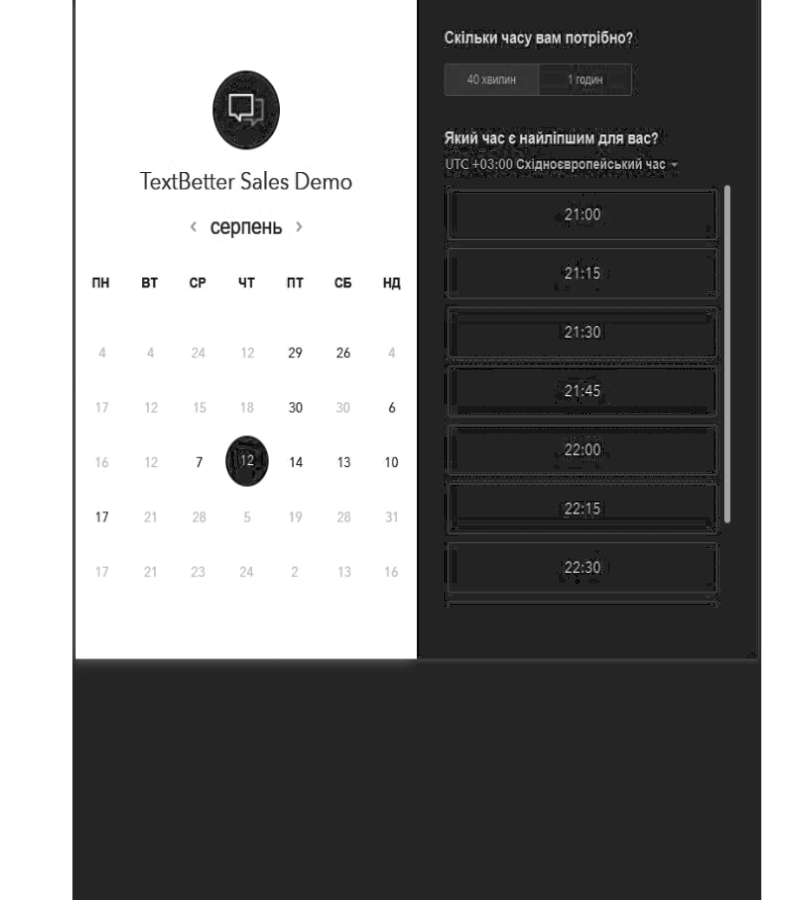 TextBetter Sales Demo
‹ серпень ›
ПН ВТ СР ЧТ ПТ СБ НД
4 4 24 12 29 26 4
17 12 15 18 30 30 6
16 12 7 12 14 13 10
17 21 28 5 19 28 31
17 21 23 24 2 13 16
Скільки часу вам потрібно?
40 хвилин 1 годин
Який час є найліпшим для вас?
UTC +03:00 Східноєвропейський час
21:00
21:15
21:30
21:45
22:00
22:15
22:30